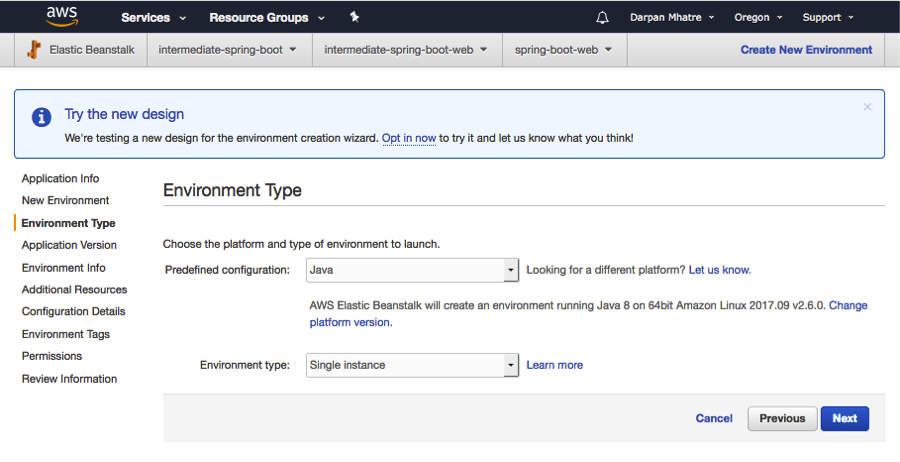 aws
Services
Resource Groups
Darpan Mhatre
Oregon
Support
Elastic Beanstalk
intermediate-spring-boot
intermediate-spring-boot-web
spring-boot-web
Create New Environment
Try the new design
We're testing a new design for the environment creation wizard. Opt in now to try it and let us know what you think!
Application Info
New Environment
Environment Type
Application Version
Environment Info
Additional Resources
Configuration Details
Environment Tags
Permissions
Review Information
Environment Type
Choose the platform and type of environment to launch.
Predefined configuration: Java Looking for a different platform? Let us know.
AWS Elastic Beanstalk will create an environment running Java 8 on 64bit Amazon Linux 2017.09 v2.6.0. Change
platform version.
Environment type: Single instance Learn more
Cancel Previous Next